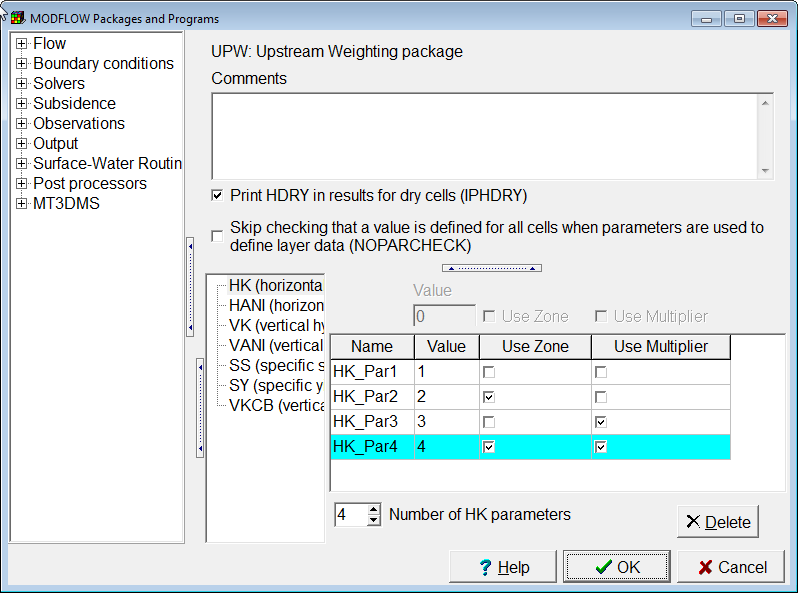 MODFLOW Packages and Programs
Flow
Boundary conditions
Solvers
Subsidence
Observations
Output
Surface-Water Routin
Post processors
MT3DMS
UPW: Upstream Weighting package
Comments
Print HDRY in results for dry cells (IPHDRY)
Skip checking that a value is defined for all cells when parameters are used to
define layer data (NOPARCHECK)
HK (horizonta
HANI (horizon
VK (vertical hy
VANI (vertical
SS (specific s
SY (specific y
VKCB (vertica
Value
0 Use Zone Use Multiplier
Name Value Use Zone Use Multiplier
HK_Par1 1
HK_Par2 2
HK_Par3 3
HK_Par4 4
4 Number of HK parameters
Delete
? Help
OK
Cancel